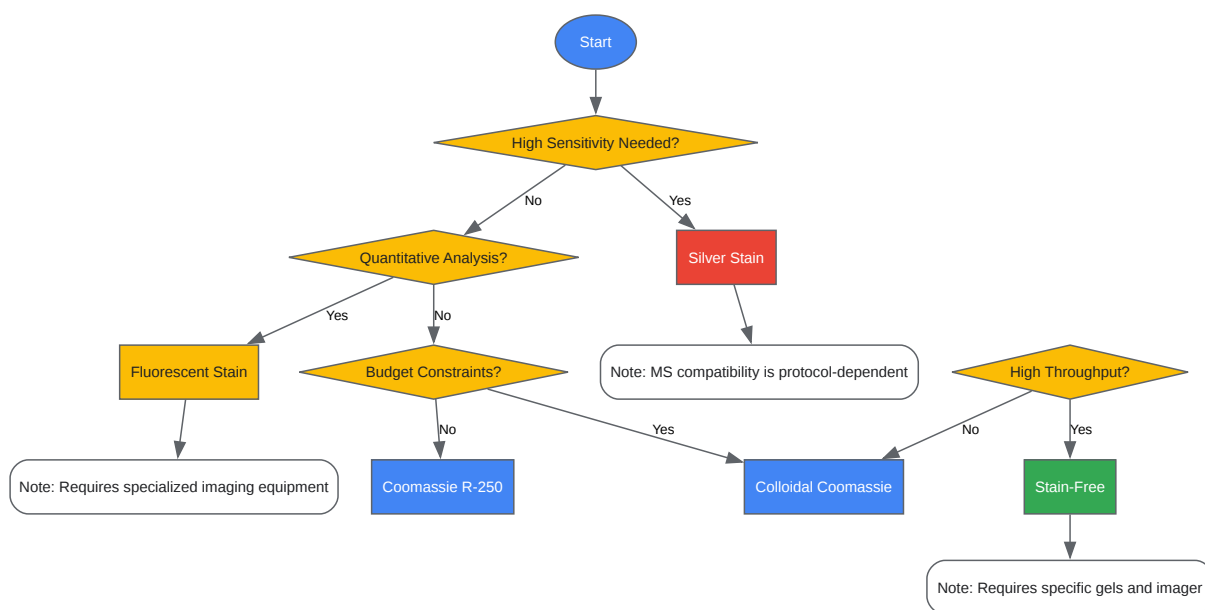 Start
High Sensitivity Needed?
No
Yes
Quantitative Analysis?
Silver Stain
Yes
No
Fluorescent Stain
Budget Constraints?
Note: MS compatibility is protocol-dependent
High Throughput?
No
Yes
No
Yes
Note: Requires specialized imaging equipment
Coomassie R-250
Colloidal Coomassie
Stain-Free
Note: Requires specific gels and imager